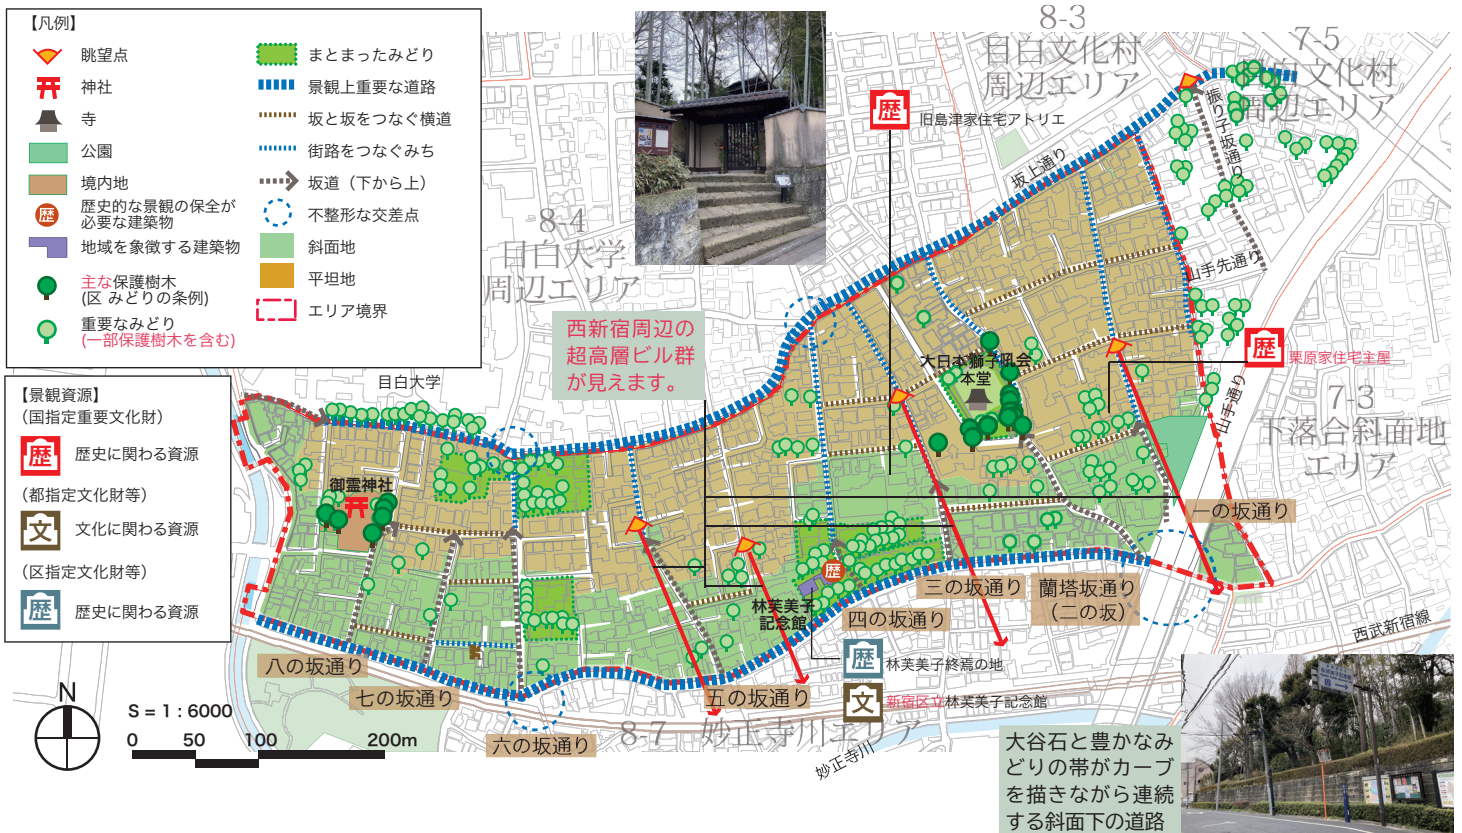 【凡例】
眺望点
神社
寺
公園
境内地
歴
歴史的な景観の保全が
必要な建築物
地域を象徴する建築物
主な保護樹木
(区 みどりの条例)
重要なみどり
(一部保護樹木を含む)
まとまったみどり
景観上重要な道路
坂と坂をつなぐ横道
街路をつなぐみち
坂道（下から上）
不整形な交差点
斜面地
平坦地
エリア境界
【景観資源】
（国指定重要文化財）
歴
歴史に関わる資源
（都指定文化財等）
文
文化に関わる資源
（区指定文化財等）
歴
歴史に関わる資源
8-3
目白文化村
周辺エリア
7-5
目白文化村
周辺エリア
歴
旧島津家住宅アトリエ
坂上通り
振り子坂通り
山手先通り
8-4
目白大学
周辺エリア
西新宿周辺の
超高層ビル群
が見えます。
目白大学
大日本獅子吼会
本堂
歴
栗原家住宅主屋
山手通り
7-3
下落合斜面地
エリア
御霊神社
歴
林芙美子
記念館
一の坂通り
蘭塔坂通り
（二の坂）
三の坂通り
四の坂通り
五の坂通り
六の坂通り
七の坂通り
八の坂通り
歴
林芙美子終焉の地
文
新宿区立林芙美子記念館
西武新宿線
8-7 妙正寺川エリア
妙正寺川
N
S = 1 : 6000
0 50 100 200m
大谷石と豊かなみ
どりの帯がカーブ
を描きながら連続
する斜面下の道路